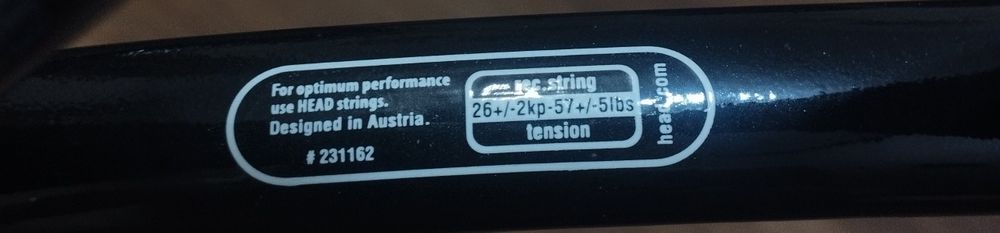 For optimum performance
use HEAD strings.
Designed in Austria.
# 231162
rec.string
26+/-2kp-57+/-5lbs
tension
head.com